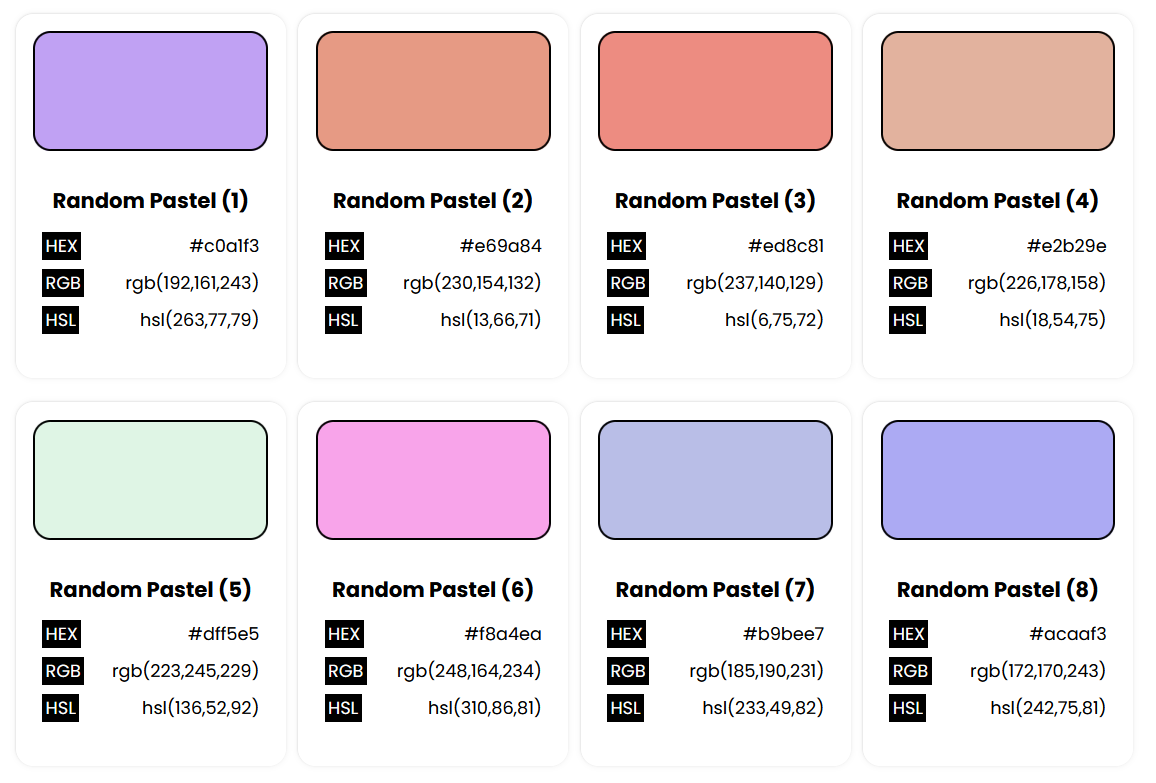 Random Pastel (1)
HEX #c0a1f3
RGB rgb(192,161,243)
HSL hsl(263,77,79)
Random Pastel (2)
HEX #e69a84
RGB rgb(230,154,132)
HSL hsl(13,66,71)
Random Pastel (3)
HEX #ed8c81
RGB rgb(237,140,129)
HSL hsl(6,75,72)
Random Pastel (4)
HEX #e2b29e
RGB rgb(226,178,158)
HSL hsl(18,54,75)
Random Pastel (5)
HEX #dff5e5
RGB rgb(223,245,229)
HSL hsl(136,52,92)
Random Pastel (6)
HEX #f8a4ea
RGB rgb(248,164,234)
HSL hsl(310,86,81)
Random Pastel (7)
HEX #b9bee7
RGB rgb(185,190,231)
HSL hsl(233,49,82)
Random Pastel (8)
HEX #acaaf3
RGB rgb(172,170,243)
HSL hsl(242,75,81)